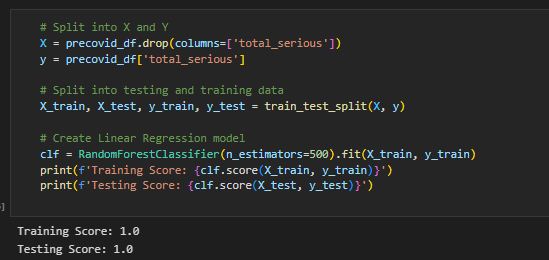 # Split into X and Y
X = precovid_df.drop(columns=['total_serious'])
y = precovid_df['total_serious']
# Split into testing and training data
X_train, X_test, y_train, y_test = train_test_split(X, y)
# Create Linear Regression model
clf = RandomForestClassifier(n_estimators=500).fit(X_train, y_train)
print(f'Training Score: {clf.score(X_train, y_train)}')
print(f'Testing Score: {clf.score(X_test, y_test)}')
]
Training Score: 1.0
Testing Score: 1.0